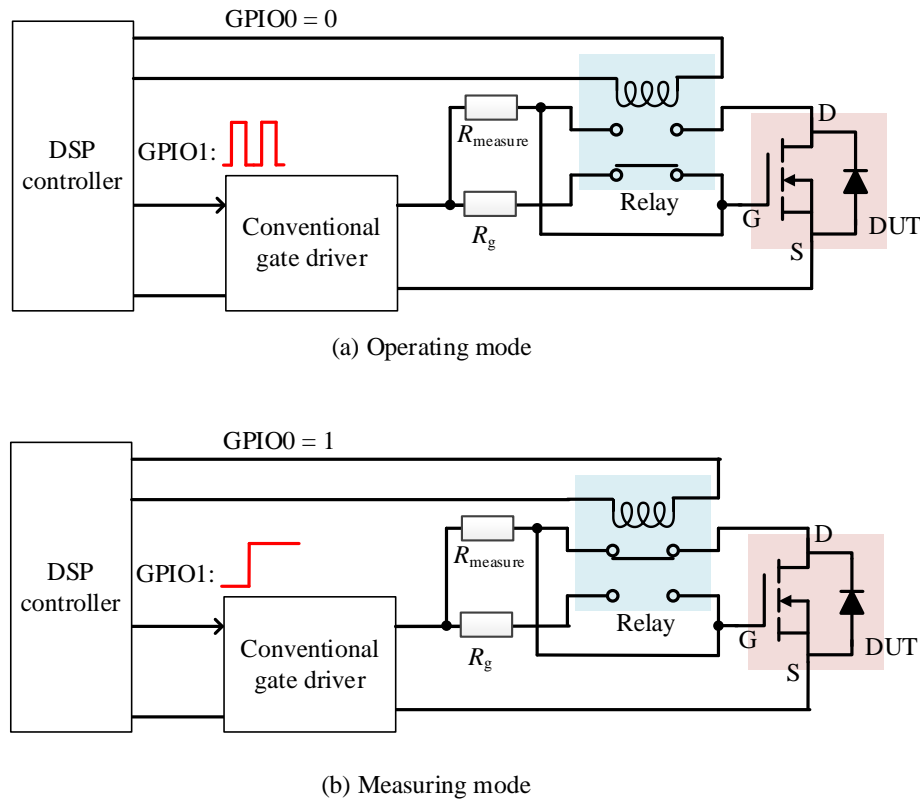 GPIO0 = 0
DSP
controller
GPIO1:
Conventional
gate driver
Rmeasure
Rg
Relay
D
G
S
DUT
(a) Operating mode
GPIO0 = 1
DSP
controller
GPIO1:
Conventional
gate driver
Rmeasure
Rg
Relay
D
G
S
DUT
(b) Measuring mode